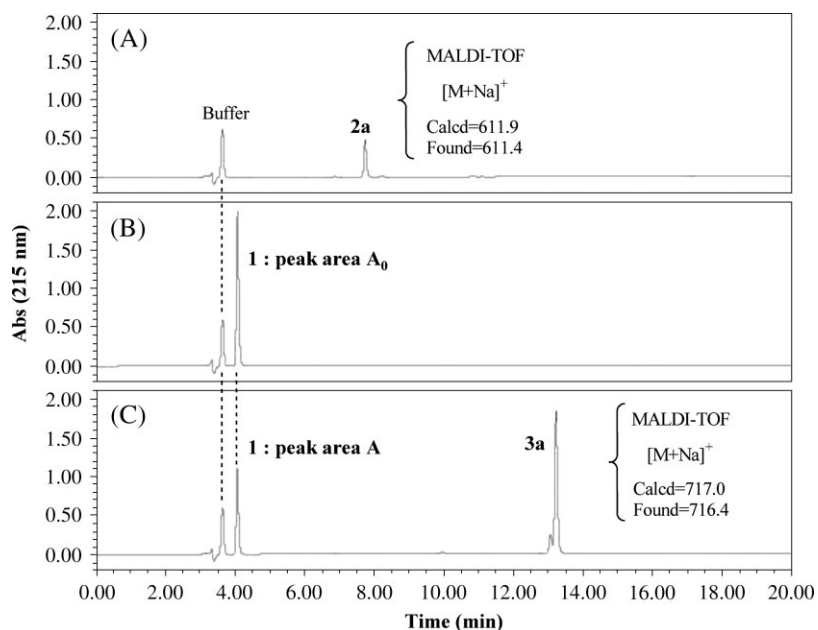 2.00
(A)
MALDI-TOF
1.50
[M+Na]+
1.00
Buffer
2a
Calcd=611.9
0.50
Found=611.4
0.00
2.00
(B)
1.50
1 : peak area A0
1.00
0.50
0.00
Abs (215 nm)
2.00
(C)
MALDI-TOF
1.50
1 : peak area A
3a
[M+Na]+
1.00
Calcd=717.0
0.50
Found=716.4
0.00
0.00 2.00 4.00 6.00 8.00 10.00 12.00 14.00 16.00 18.00 20.00
Time (min)